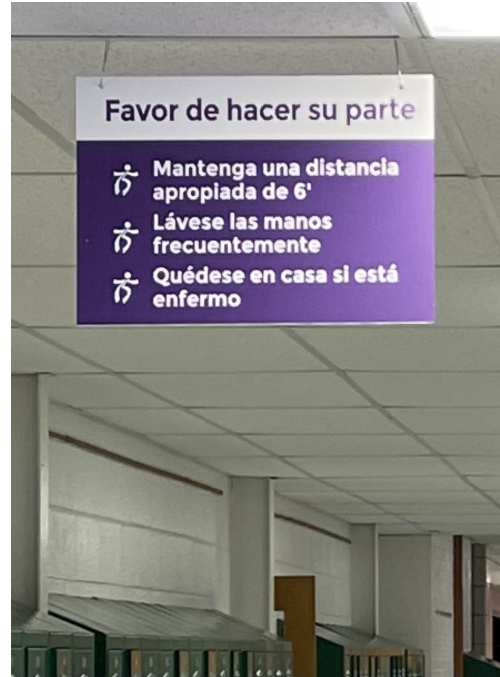 Favor de hacer su parte
Mantenga una distancia
apropiada de 6'
Lávese las manos
frecuentemente
Quédese en casa si está
enfermo